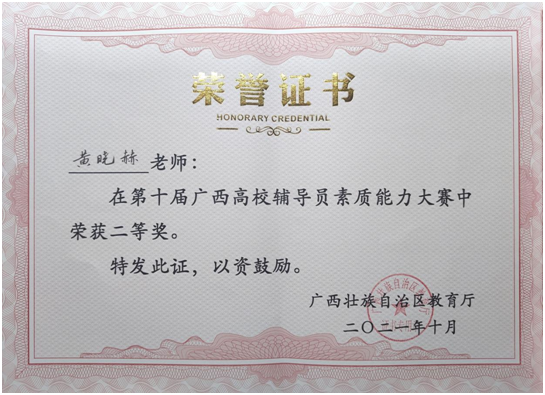 荣誉证书
HONORARY CREDENTIAL
黄晓赫老师：
在第十届广西高校辅导员素质能力大赛中
荣获二等奖。
特发此证，以资鼓励。
广西壮族自治区教育厅
二〇二一年十月